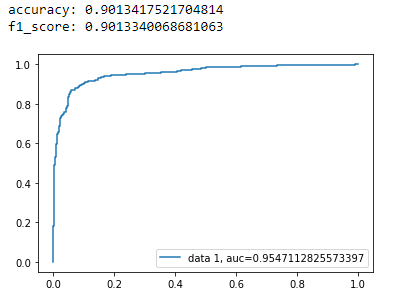 accuracy: 0.9013417521704814
f1_score: 0.9013340068681063
1.0
0.8
0.6
0.4
0.2
0.0
data 1, auc=0.9547112825573397
0.0 0.2 0.4 0.6 0.8 1.0